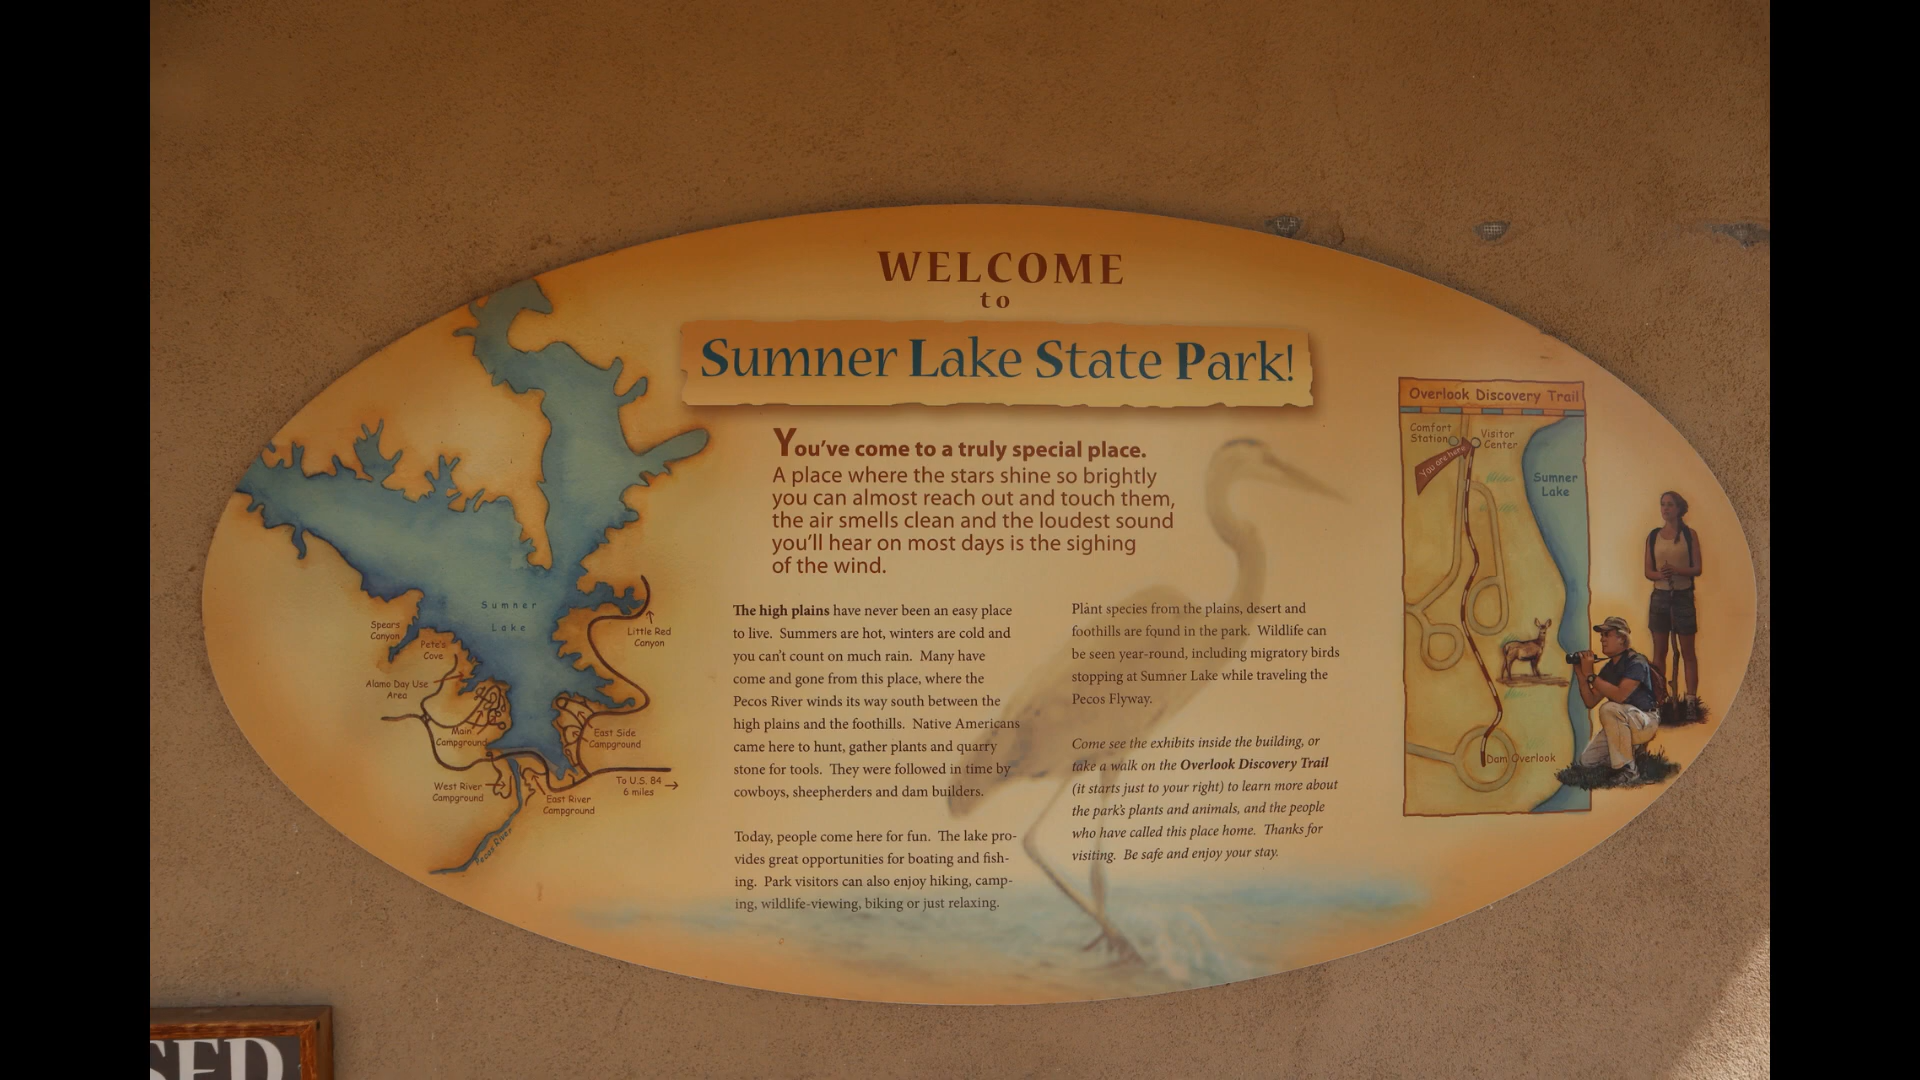 WELCOME
to
Sumner Lake State Park!
You've come to a truly special place.
A place where the stars shine so brightly
you can almost reach out and touch them,
the air smells clean and the loudest sound
you'll hear on most days is the sighing
of the wind.
The high plains have never been an easy place
to live. Summers are hot, winters are cold and
you can't count on much rain. Many have
come and gone from this place, where the
Pecos River winds its way south between the
high plains and the foothills. Native Americans
came here to hunt, gather plants and quarry
stone for tools. They were followed in time by
cowboys, sheepherders and dam builders.
Today, people come here for fun. The lake pro-
vides great opportunities for boating and fish-
ing. Park visitors can also enjoy hiking, camp-
ing, wildlife-viewing, biking or just relaxing.
Plant species from the plains, desert and
foothills are found in the park. Wildlife can
be seen year-round, including migratory birds
stopping at Sumner Lake while traveling the
Pecos Flyway.
Come see the exhibits inside the building, or
take a walk on the Overlook Discovery Trail
(it starts just to your right) to learn more about
the park's plants and animals, and the people
who have called this place home. Thanks for
visiting. Be safe and enjoy your stay.
Sumner
Lake
Spears
Canyon
Pete's
Cove
Little Red
Canyon
Alamo Day Use
Area
Main
Campground
East Side
Campground
West River
Campground
East River
Campground
To U.S. 84
6 miles
Pecos River
Overlook Discovery Trail
Comfort
Station
Visitor
Center
You are here
Sumner
Lake
Dam Overlook
SED